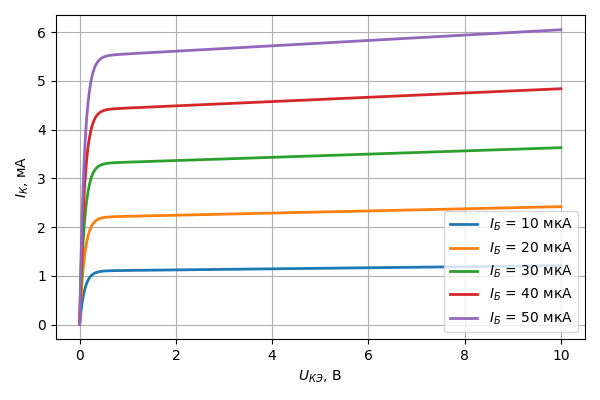 6
5
4
3
2
1
0
I_К, мА
I_Б = 10 мкА
I_Б = 20 мкА
I_Б = 30 мкА
I_Б = 40 мкА
I_Б = 50 мкА
0 2 4 6 8 10
U_КЭ, В